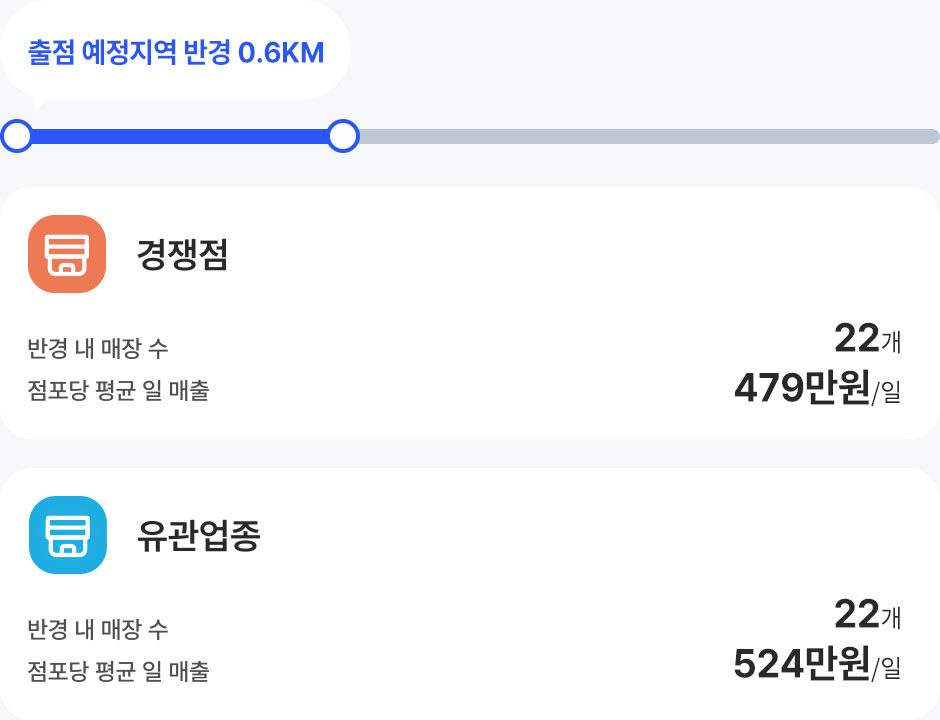 출점 예정지역 반경 0.6KM
경쟁점
반경 내 매장 수 22개
점포당 평균 일 매출 479만원/일
유관업종
반경 내 매장 수 22개
점포당 평균 일 매출 524만원/일